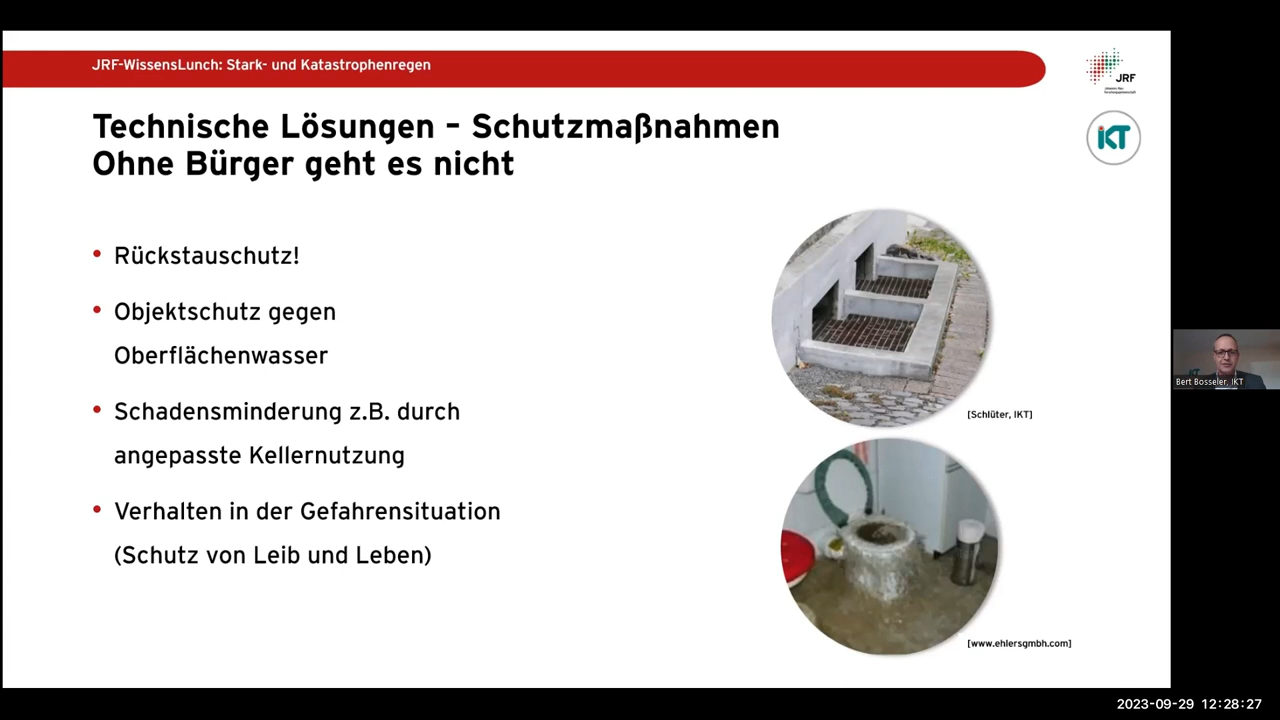 JRF-WissensLunch: Stark- und Katastrophenregen
JRF
iKT
Technische Lösungen – Schutzmaßnahmen
Ohne Bürger geht es nicht
• Rückstauschutz!
• Objektschutz gegen
Oberflächenwasser
• Schadensminderung z.B. durch
angepasste Kellernutzung
• Verhalten in der Gefahrensituation
(Schutz von Leib und Leben)
[Schlüter, IKT]
[www.ehlersgmbh.com]
Bert Bosseler, IKT
2023-09-29 12:28:27